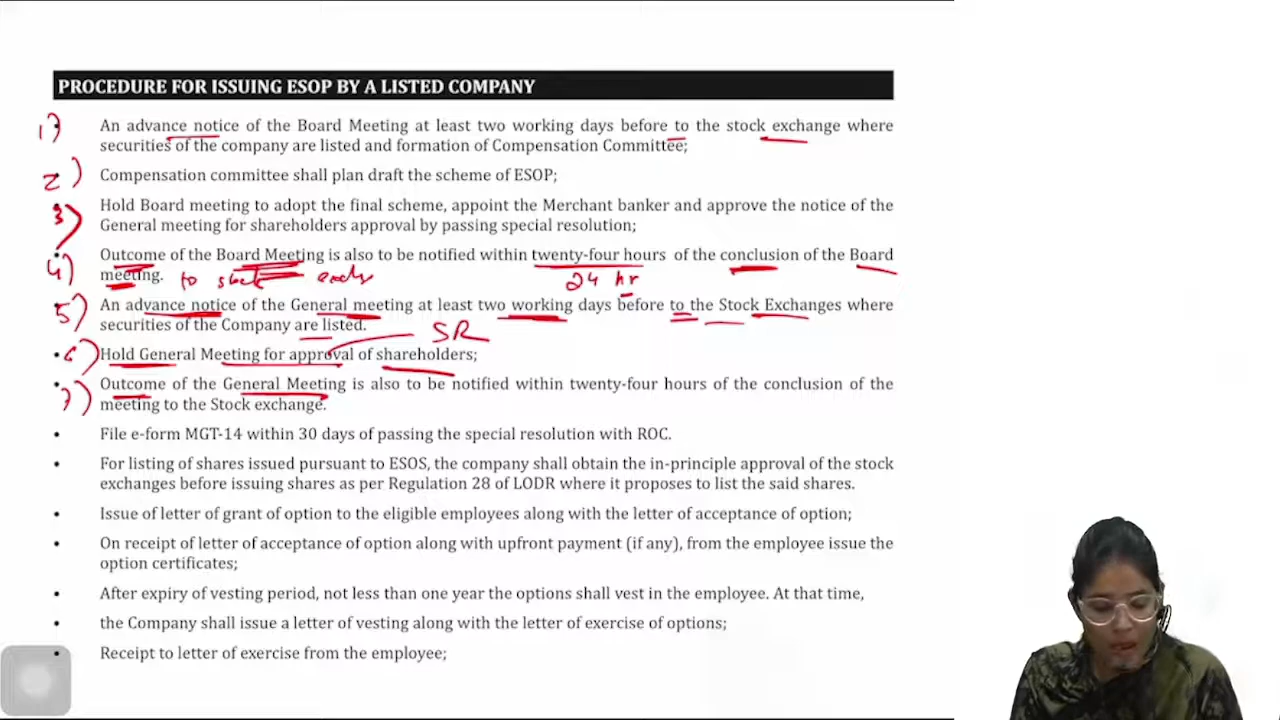 PROCEDURE FOR ISSUING ESOP BY A LISTED COMPANY
1) An advance notice of the Board Meeting at least two working days before to the stock exchange where
securities of the company are listed and formation of Compensation Committee;
2) Compensation committee shall plan draft the scheme of ESOP;
3) Hold Board meeting to adopt the final scheme, appoint the Merchant banker and approve the notice of the
General meeting for shareholders approval by passing special resolution;
4) Outcome of the Board Meeting is also to be notified within twenty-four hours of the conclusion of the Board
meeting. to stock 24 hr
5) An advance notice of the General meeting at least two working days before to the Stock Exchanges where
securities of the Company are listed. SR
• 6) Hold General Meeting for approval of shareholders;
• 7) Outcome of the General Meeting is also to be notified within twenty-four hours of the conclusion of the
meeting to the Stock exchange.
• File e-form MGT-14 within 30 days of passing the special resolution with ROC.
• For listing of shares issued pursuant to ESOS, the company shall obtain the in-principle approval of the stock
exchanges before issuing shares as per Regulation 28 of LODR where it proposes to list the said shares.
• Issue of letter of grant of option to the eligible employees along with the letter of acceptance of option;
• On receipt of letter of acceptance of option along with upfront payment (if any), from the employee issue the
option certificates;
• After expiry of vesting period, not less than one year the options shall vest in the employee. At that time,
• the Company shall issue a letter of vesting along with the letter of exercise of options;
• Receipt to letter of exercise from the employee;